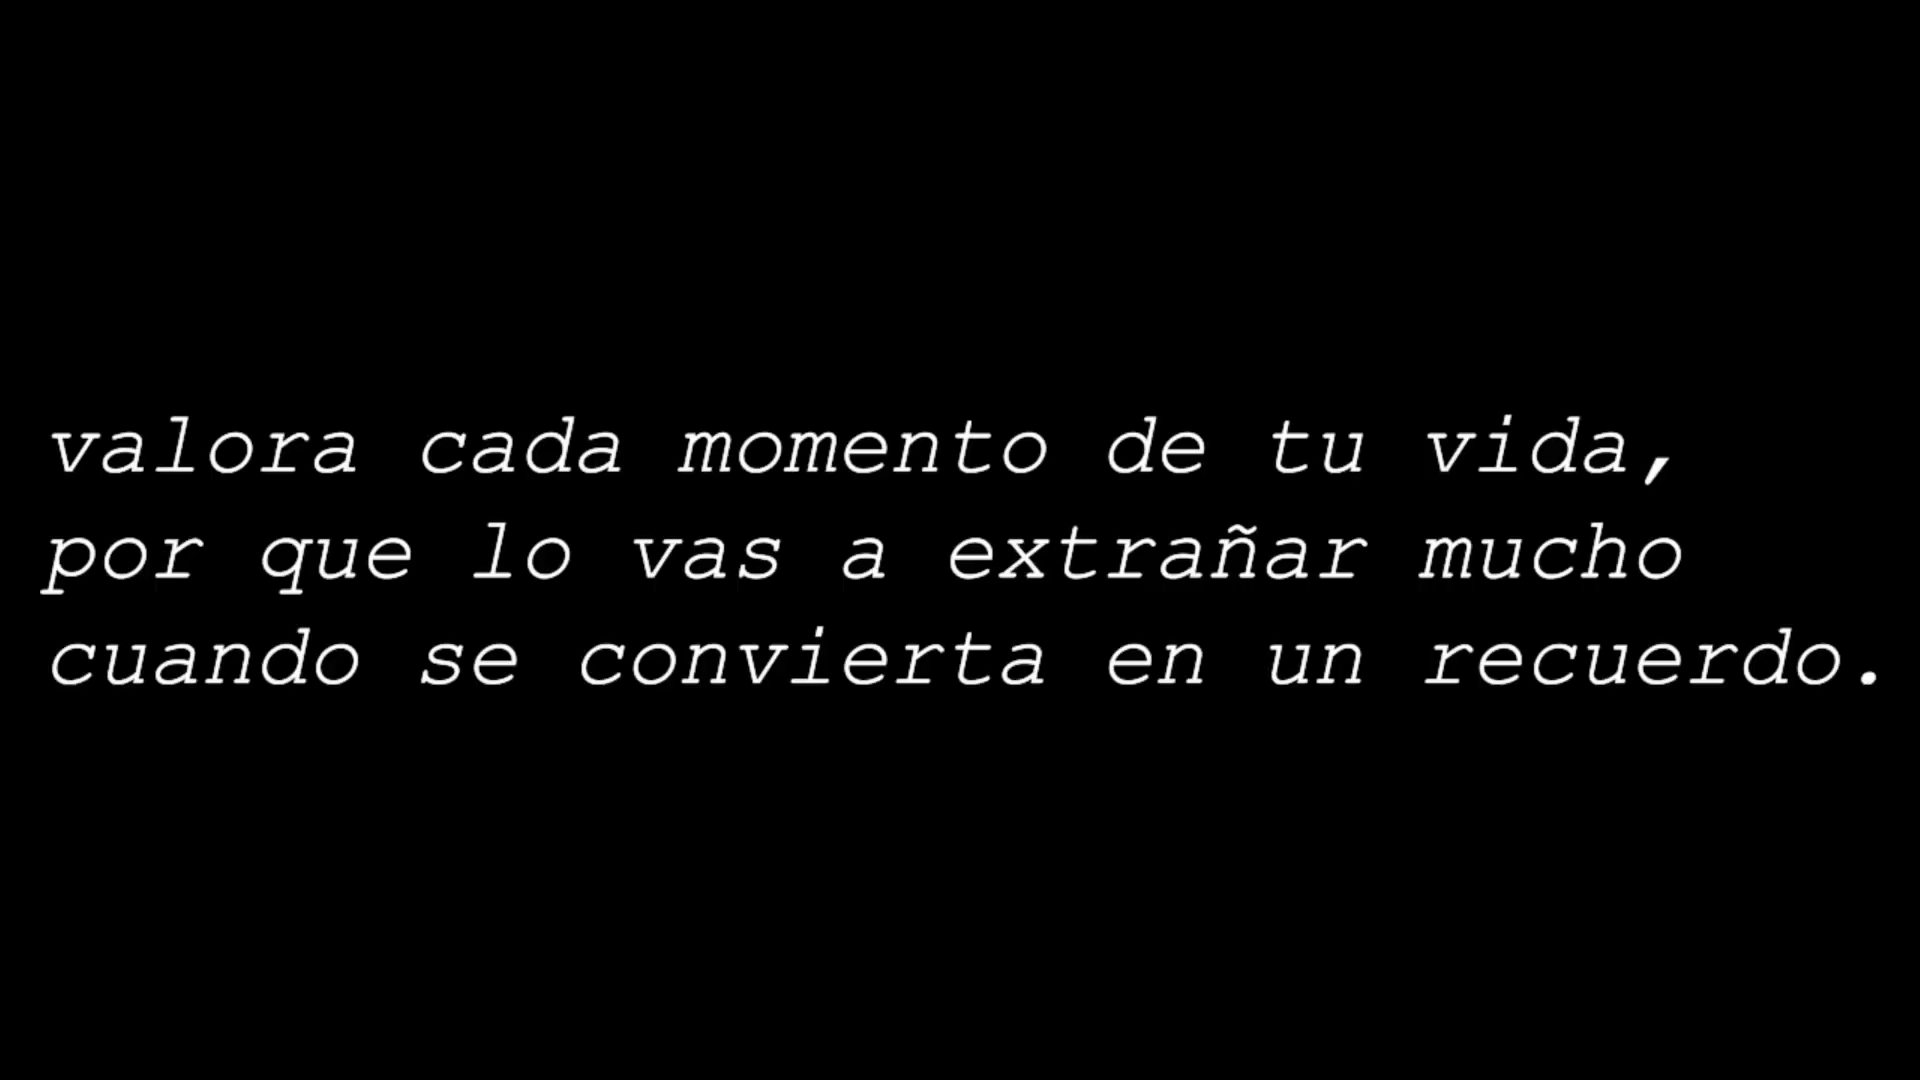 valora cada momento de tu vida,
por que lo vas a extrañar mucho
cuando se convierta en un recuerdo.